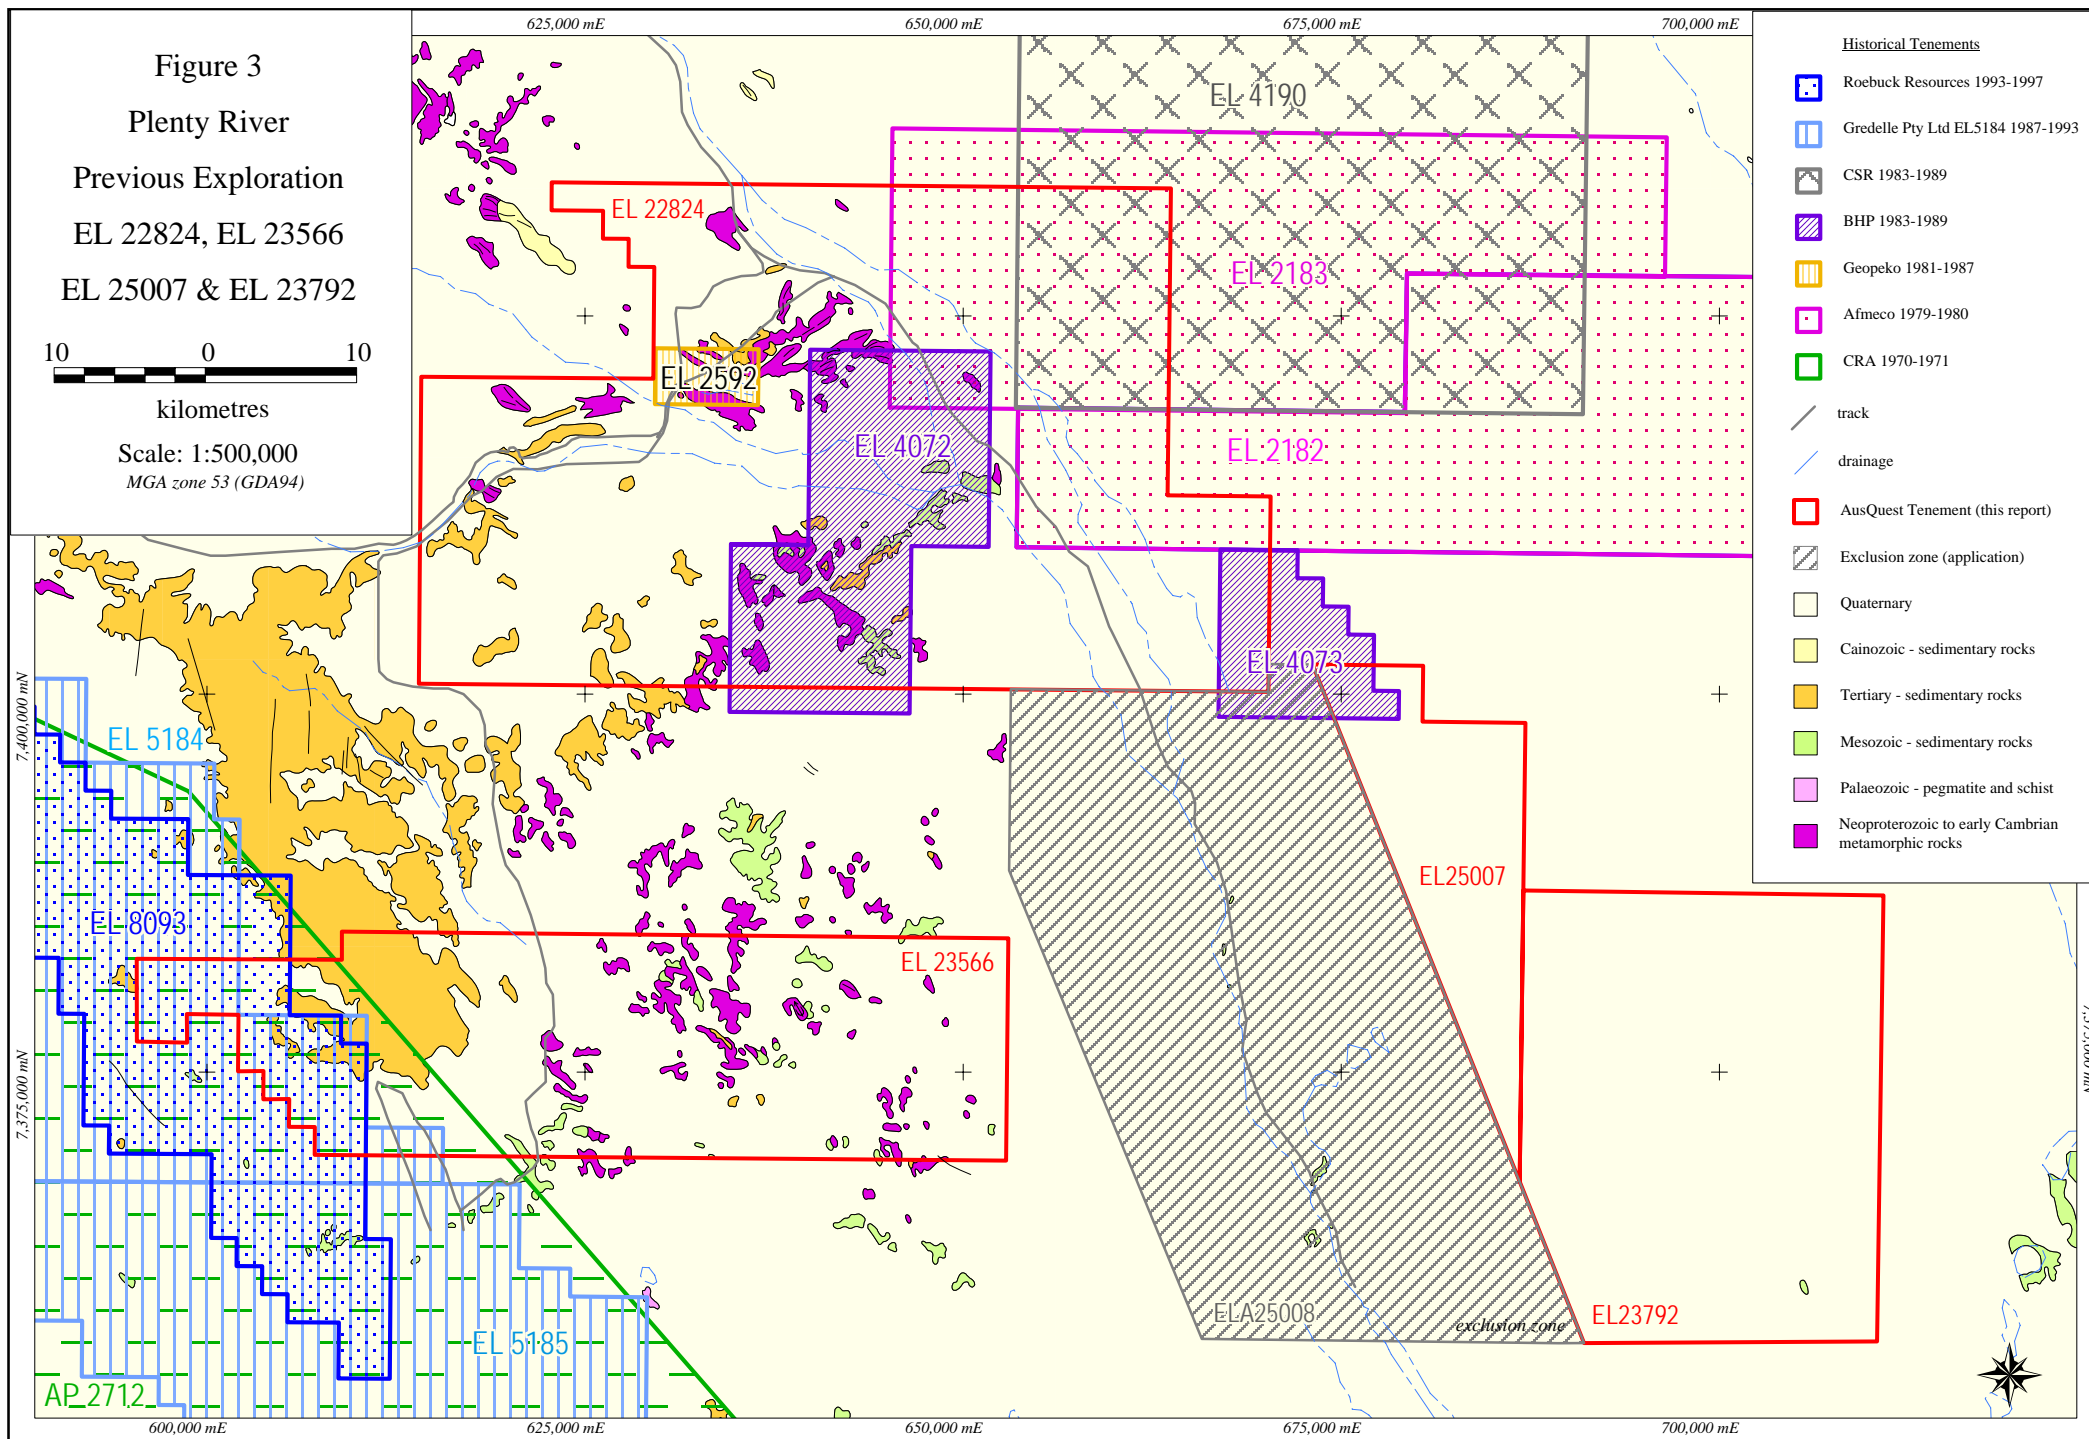 625,000 mE
650,000 mE
675,000 mE
700,000 mE
Figure 3
Plenty River
Previous Exploration
EL 22824, EL 23566
EL 25007 & EL 23792
10 0 10
kilometres
Scale: 1:500,000
MGA zone 53 (GDA94)
Historical Tenements
Roebuck Resources 1993-1997
Gredelle Pty Ltd EL5184 1987-1993
CSR 1983-1989
BHP 1983-1989
Geopeko 1981-1987
Afmeco 1979-1980
CRA 1970-1971
track
drainage
AusQuest Tenement (this report)
Exclusion zone (application)
Quaternary
Cainozoic - sedimentary rocks
Tertiary - sedimentary rocks
Mesozoic - sedimentary rocks
Palaeozoic - pegmatite and schist
Neoproterozoic to early Cambrian
metamorphic rocks
EL 4190
EL 22824
EL 2183
EL 2592
EL 4072
EL 2182
EL 4073
7,400,000 mN
EL 5184
EL25007
EL 8093
EL 23566
7,375,000 mN
ELA25008
exclusion zone
EL23792
EL 5185
AP 2712
600,000 mE
625,000 mE
650,000 mE
675,000 mE
700,000 mE